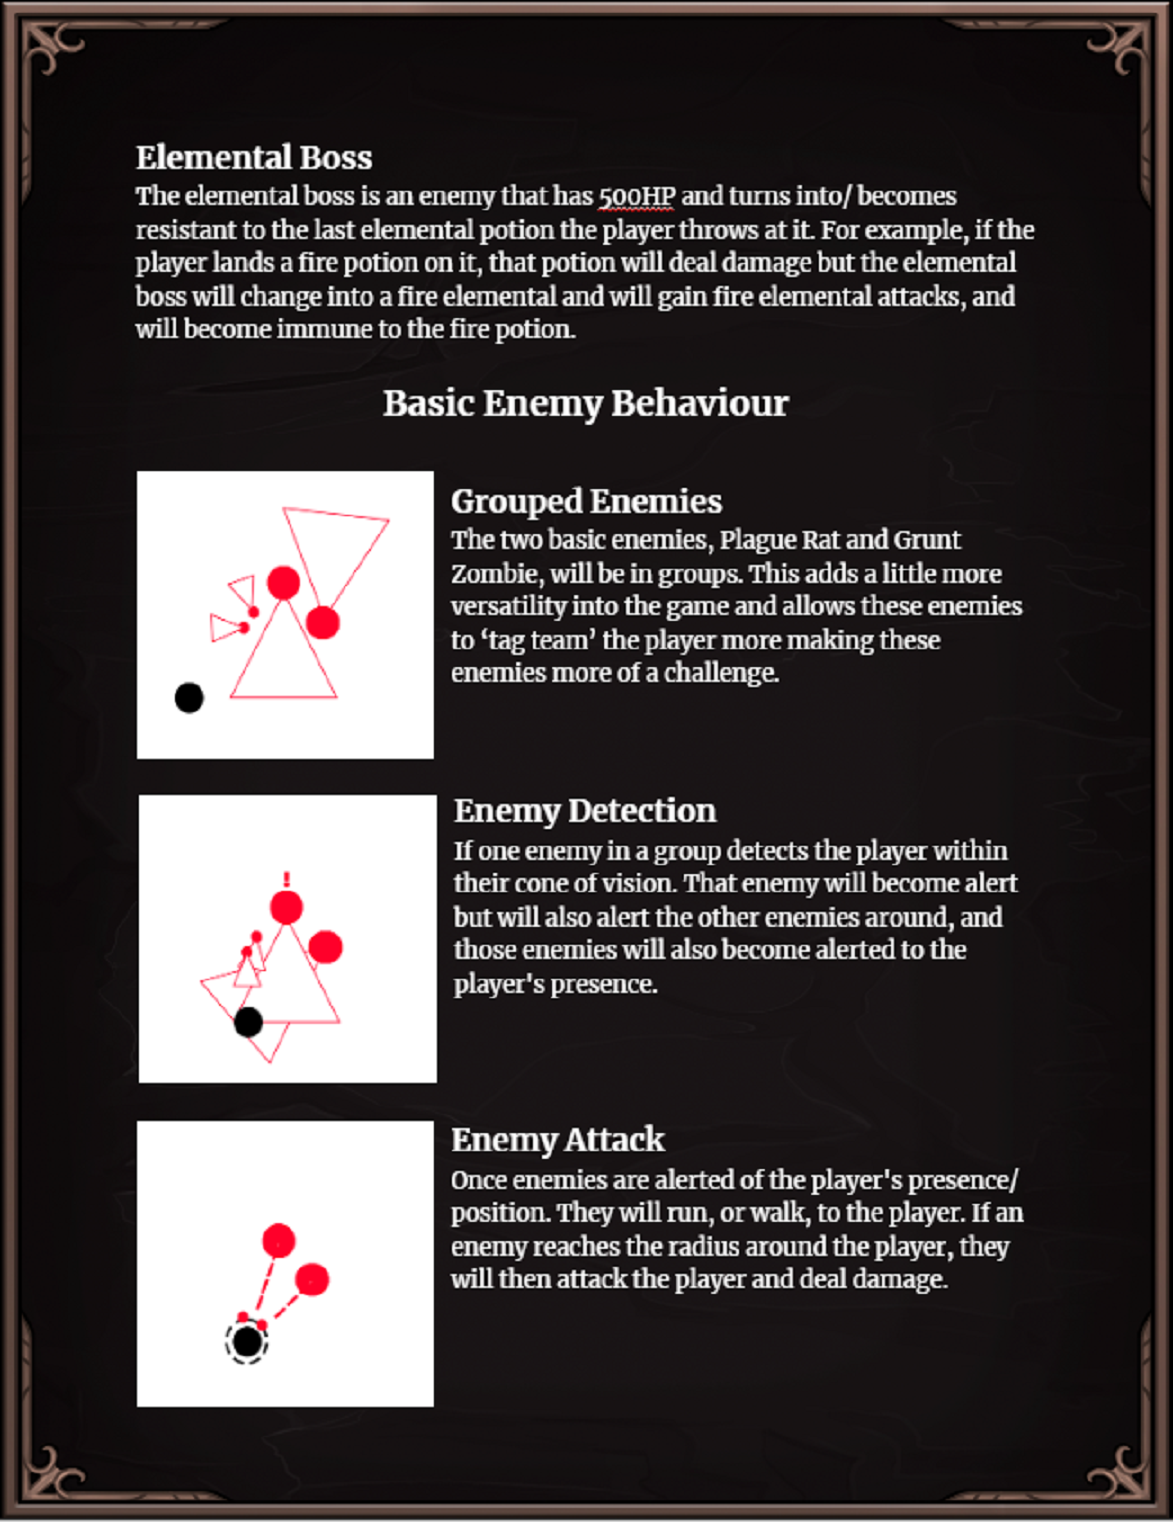 Elemental Boss
The elemental boss is an enemy that has 500HP and turns into/ becomes
resistant to the last elemental potion the player throws at it. For example, if the
player lands a fire potion on it, that potion will deal damage but the elemental
boss will change into a fire elemental and will gain fire elemental attacks, and
will become immune to the fire potion.
Basic Enemy Behaviour
Grouped Enemies
The two basic enemies, Plague Rat and Grunt
Zombie, will be in groups. This adds a little more
versatility into the game and allows these enemies
to ‘tag team’ the player more making these
enemies more of a challenge.
!
Enemy Detection
If one enemy in a group detects the player within
their cone of vision. That enemy will become alert
but will also alert the other enemies around, and
those enemies will also become alerted to the
player's presence.
Enemy Attack
Once enemies are alerted of the player's presence/
position. They will run, or walk, to the player. If an
enemy reaches the radius around the player, they
will then attack the player and deal damage.